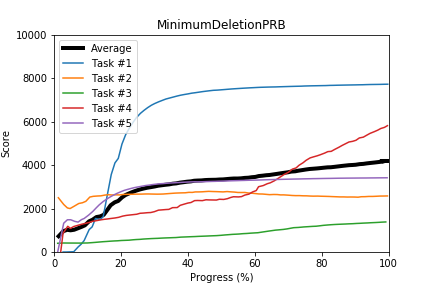 MinimumDeletionPRB
10000
8000
6000
4000
2000
0
Score
Average
Task #1
Task #2
Task #3
Task #4
Task #5
0 20 40 60 80 100
Progress (%)